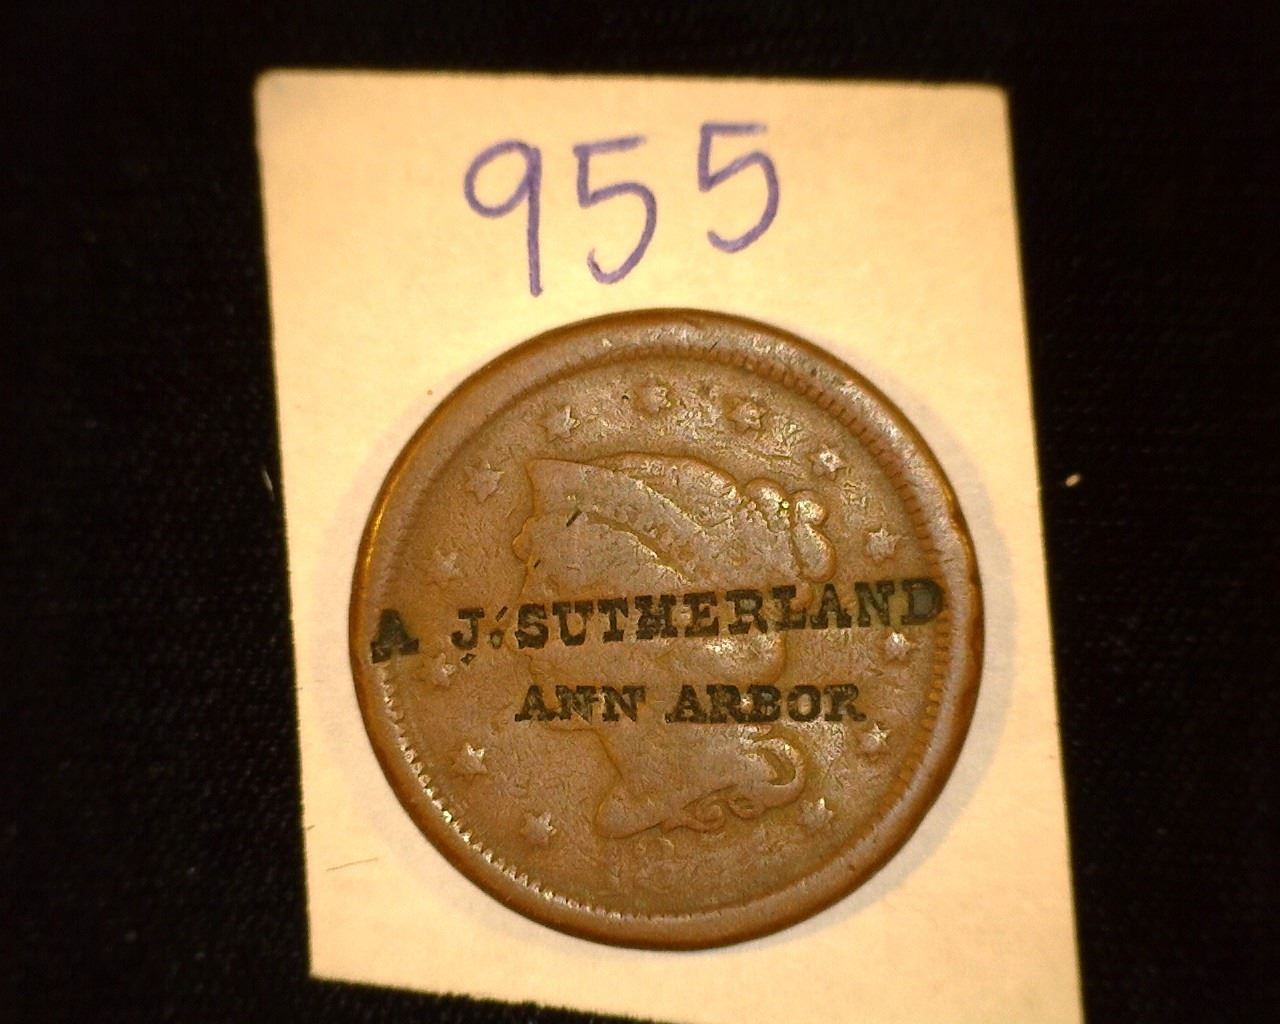 955
A J. SUTHERLAND
ANN ARBOR